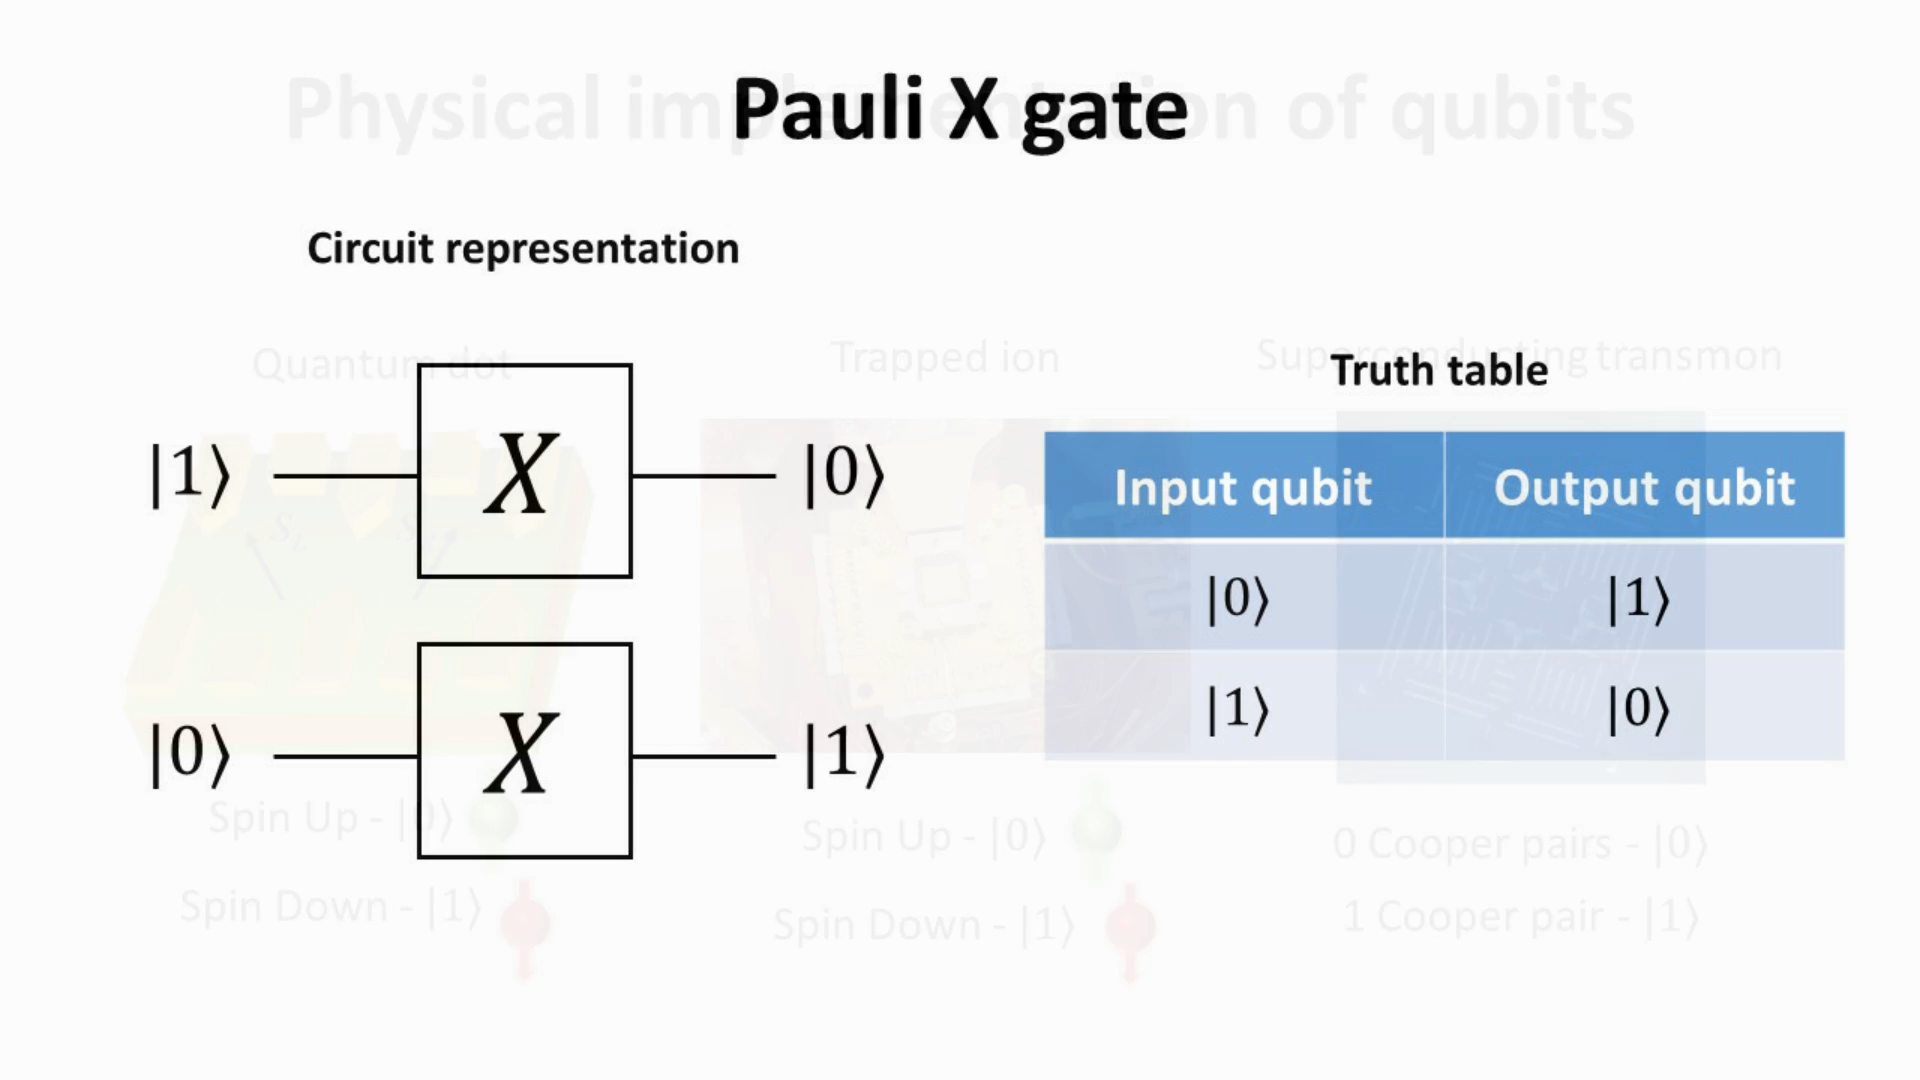 Physical implementation of qubits
Pauli X gate
Circuit representation
Quantum dot
Trapped ion
Superconducting transmon
Truth table
|1⟩ X |0⟩
|0⟩ X |1⟩
Input qubit Output qubit
|0⟩ |1⟩
|1⟩ |0⟩
Spin Up - |0⟩
Spin Down - |1⟩
Spin Up - |0⟩
Spin Down - |1⟩
0 Cooper pairs - |0⟩
1 Cooper pair - |1⟩